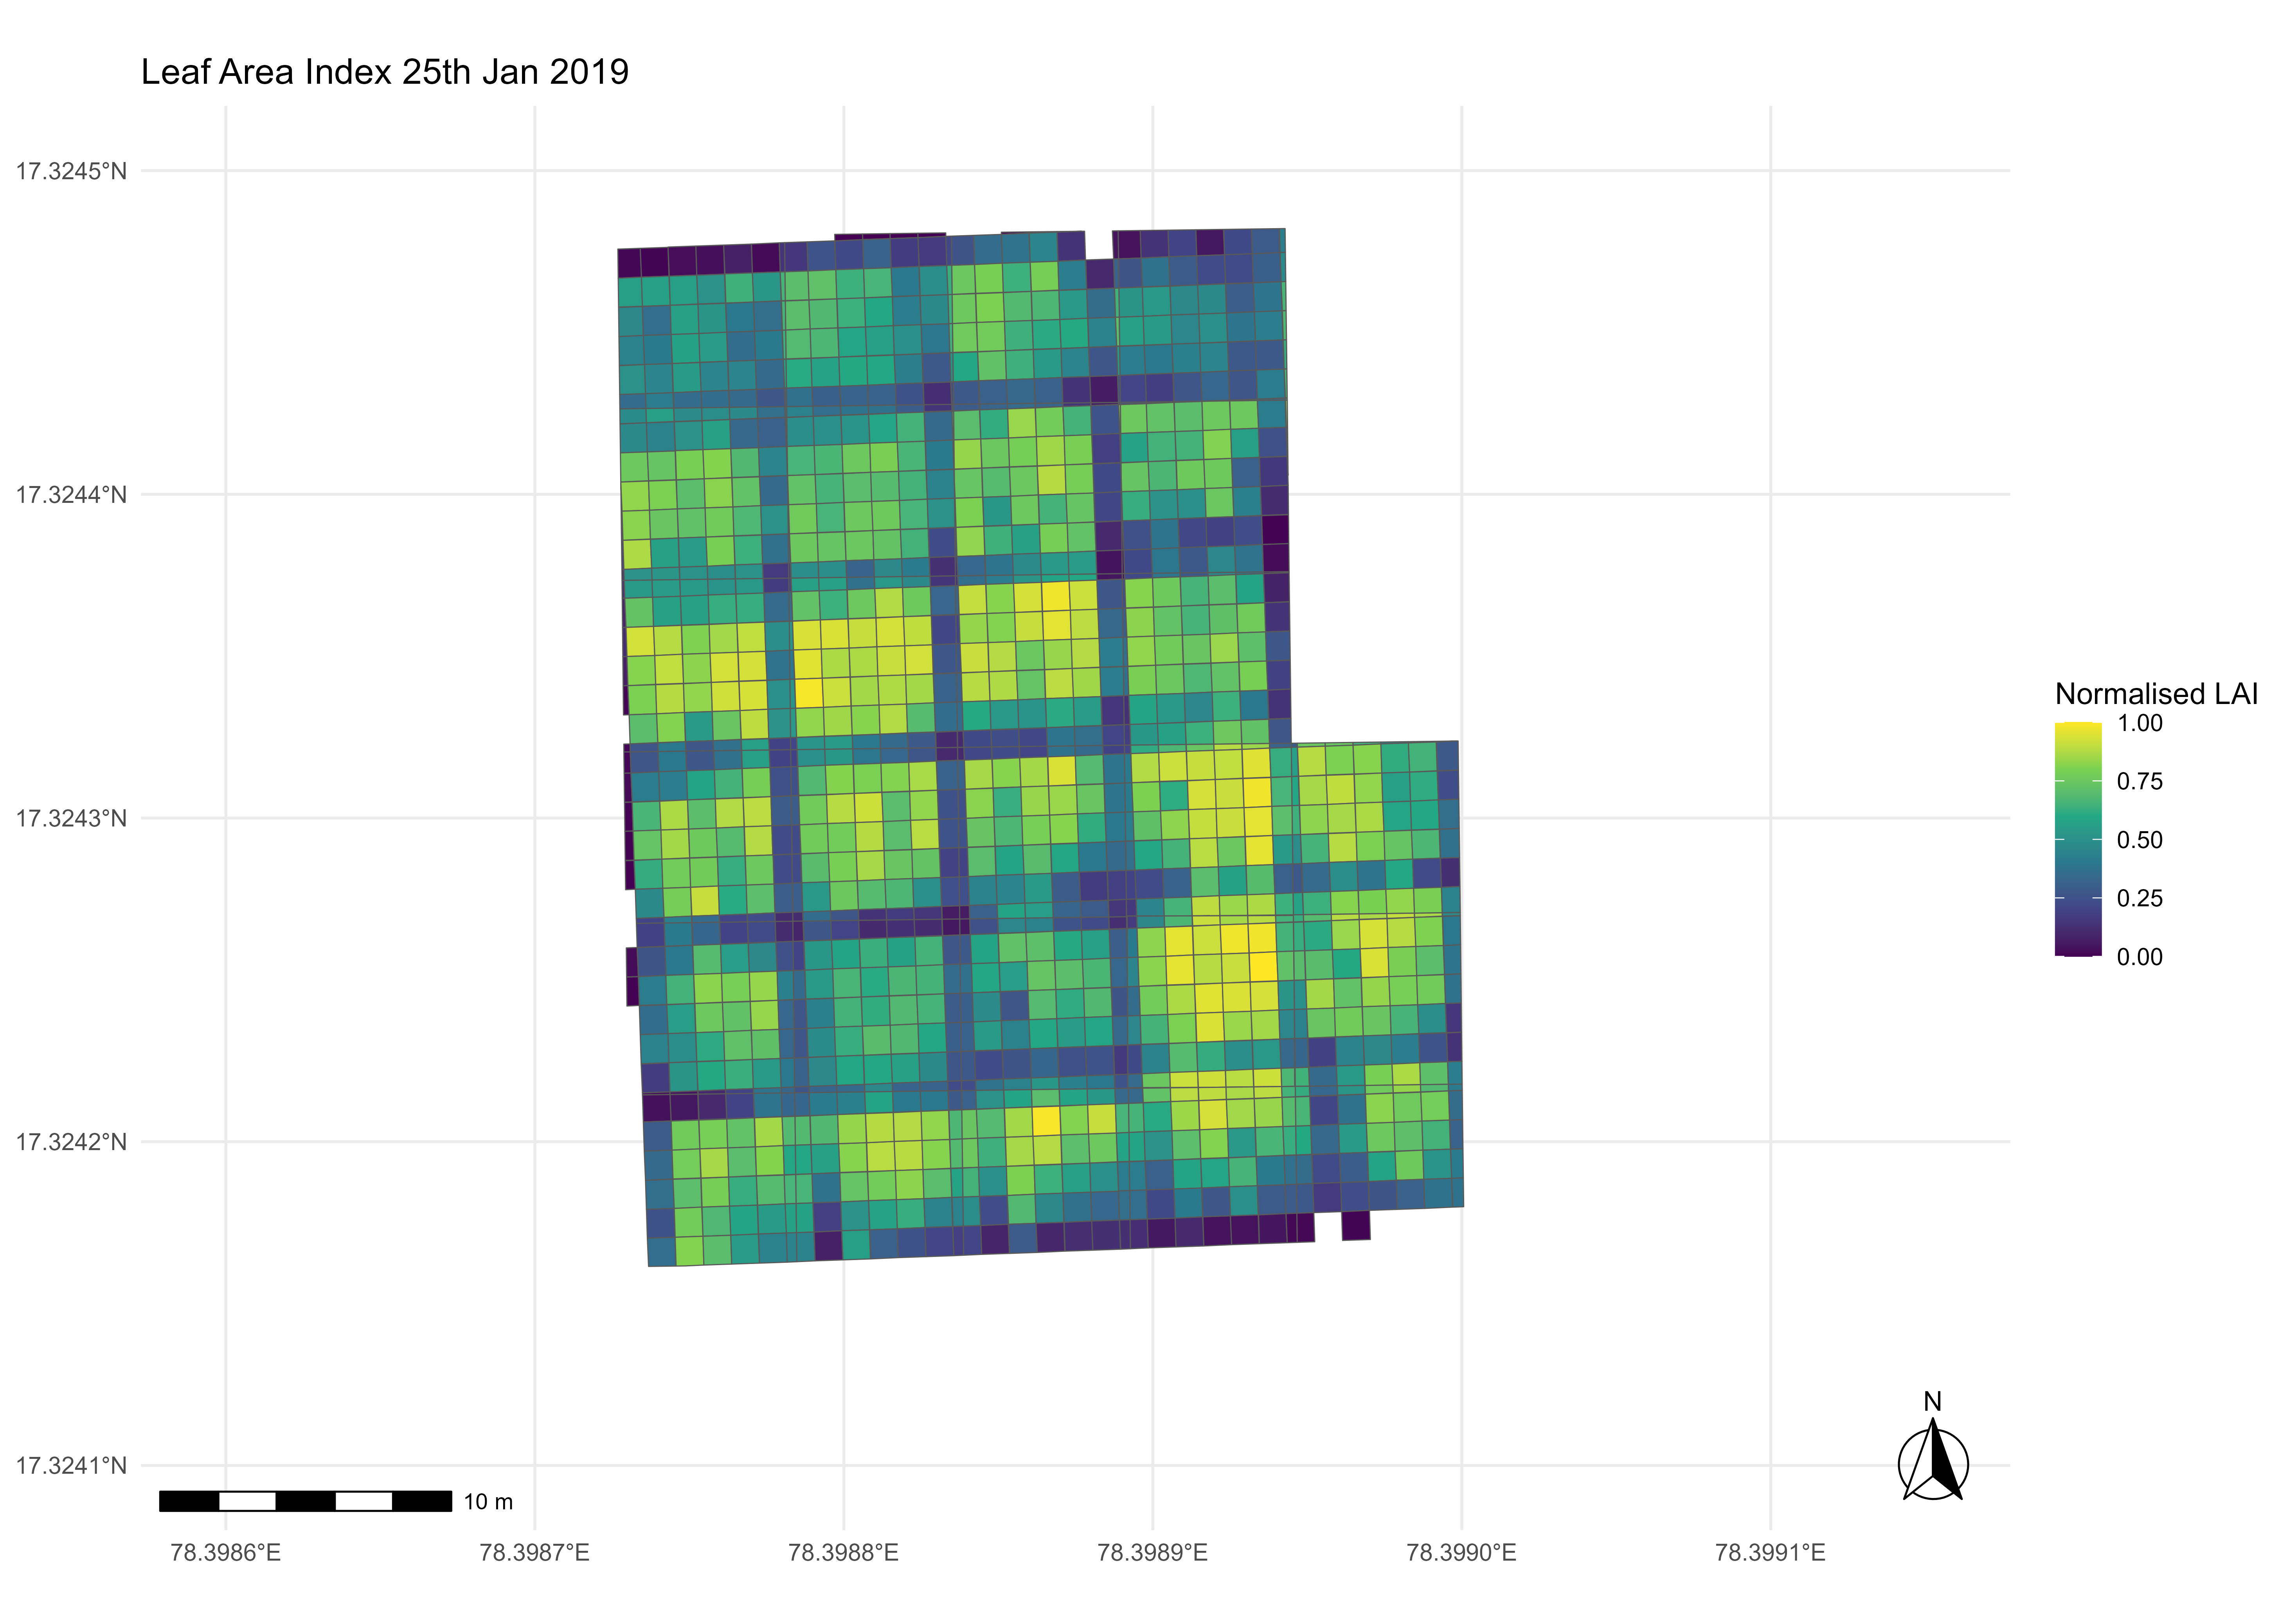 Leaf Area Index 25th Jan 2019
17.3245°N
17.3244°N
17.3243°N
17.3242°N
17.3241°N
78.3986°E
78.3987°E
78.3988°E
78.3989°E
78.3990°E
78.3991°E
10 m
N
Normalised LAI
1.00
0.75
0.50
0.25
0.00